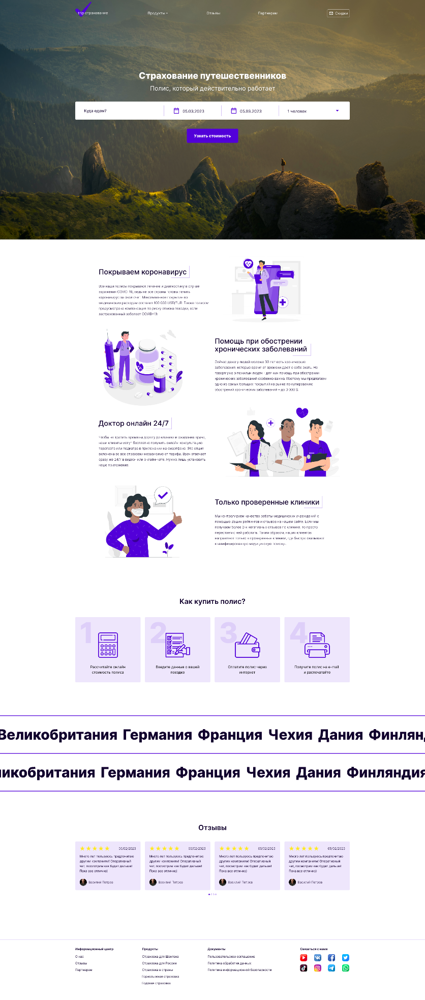 trip страхование
Продукты
Отзывы
Партнерам
Скидки
Страхование путешественников
Полис, который действительно работает
Куда едем?
05.03.2023
05.03.2023
1 человек
Узнать стоимость
Покрываем коронавирус
Все наши полисы покрывают лечение и диагностику в случае
заражения COVID-19, ведь не все страны готовы лечить
коронавирус за свой счет. Максимальное покрытие по
медицинским расходам составит 100 000 USD/EUR. Также полисом
предусмотрена компенсация по риску отмена поездки, если
застрахованный заболеет COVID-19.
Помощь при обострении
хронических заболеваний
Сейчас даже у людей моложе 30 лет есть хронические
заболевания, которые время от времени дают о себе знать. Не
говоря уже о пожилых людях - для них помощь при обострении
хронических заболеваний особенно важна. Поэтому мы предлагаем
одно из самых больших покрытий на рынке по купированию
обострений хронических заболеваний – до 3 000 $.
Доктор онлайн 24/7
Чтобы не тратить время на дорогу до клиники и ожидание врача,
наши клиенты могут бесплатно получить онлайн-консультацию
терапевта или педиатра в приложении на смартфоне. Эта опция
включена во все страховки независимо от тарифа. Врач отвечает
сразу же 24/7 в видео- или онлайн-чате. Нужно лишь установить
наше приложение.
Только проверенные клиники
Мы контролируем качество работы медицинских учреждений с
помощью Ваших рейтингов и отзывов на нашем сайте. Если мы
получаем более 2-х негативных отзывов по клинике, то просто
перестаем с ней работать. Таким образом, наших клиентов
направляют только в проверенные клиники, где быстро оказывают
квалифицированную медицинскую помощь.
Как купить полис?
1
Рассчитайте онлайн
стоимость полиса
2
Введите данные о вашей
поездке
3
Оплатите полис через
интернет
4
Получите полис на e-mail
и распечатайте
Великобритания Германия Франция Чехия Дания Финлянд
ликобритания Германия Франция Чехия Дания Финляндия
Отзывы
05/02/2023
Много лет пользуюсь предпочитаю
другим компаниям! Оперативный
чат, посмотрим как будет дальше!
Пока все отлично)
Василий Петров
05/02/2023
Много лет пользуюсь предпочитаю
другим компаниям! Оперативный
чат, посмотрим как будет дальше!
Пока все отлично)
Василий Петров
05/02/2023
Много лет пользуюсь предпочитаю
другим компаниям! Оперативный
чат, посмотрим как будет дальше!
Пока все отлично)
Василий Петров
05/02/2023
Много лет пользуюсь предпочитаю
другим компаниям! Оперативный
чат, посмотрим как будет дальше!
Пока все отлично)
Василий Петров
Информационный центр
О нас
Отзывы
Партнерам
Продукты
Страховка для Шенгена
Страховка для России
Страховка в страны
Горнолыжная страховка
Годовая страховка
Документы
Пользовательское соглашение
Политика обработки данных
Политика информационной безопасности
Связаться с нами